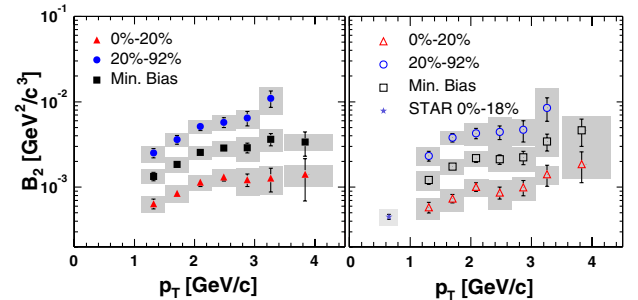 10⁻¹
10⁻²
10⁻³
B₂ [GeV²/c³]
0%-20%
20%-92%
Min. Bias
0 1 2 3 4
p_T [GeV/c]
0%-20%
20%-92%
Min. Bias
STAR 0%-18%
0 1 2 3 4
p_T [GeV/c]